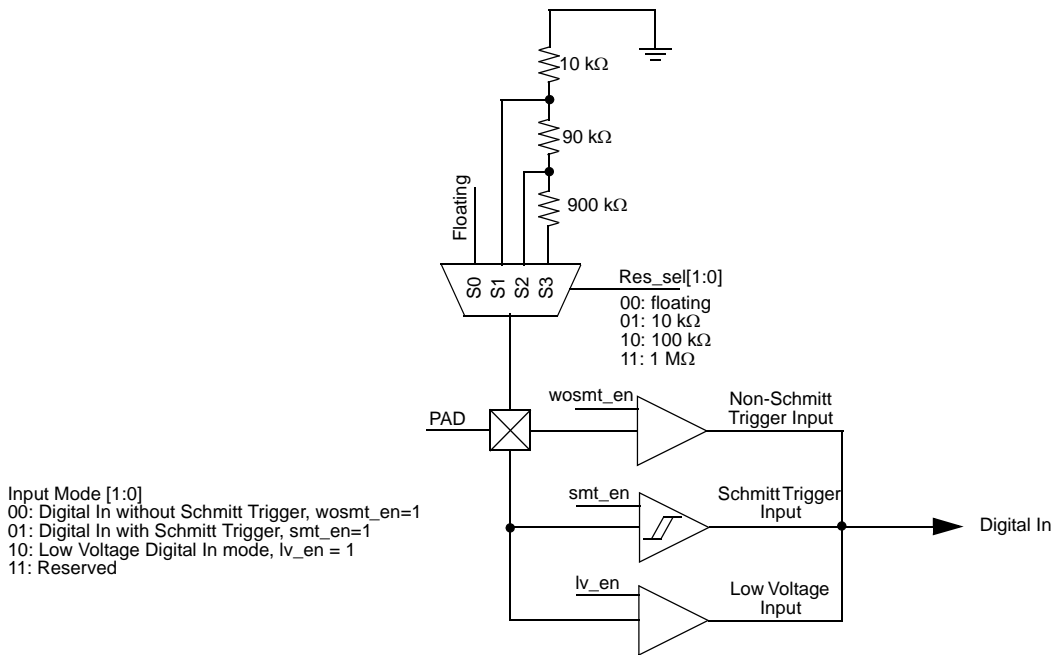 10 kΩ
90 kΩ
900 kΩ
Floating
S0
S1
S2
S3
Res_sel[1:0]
00: floating
01: 10 kΩ
10: 100 kΩ
11: 1 MΩ
PAD
wosmt_en
Non-Schmitt
Trigger Input
smt_en
Schmitt Trigger
Input
Digital In
lv_en
Low Voltage
Input
Input Mode [1:0]
00: Digital In without Schmitt Trigger, wosmt_en=1
01: Digital In with Schmitt Trigger, smt_en=1
10: Low Voltage Digital In mode, lv_en = 1
11: Reserved